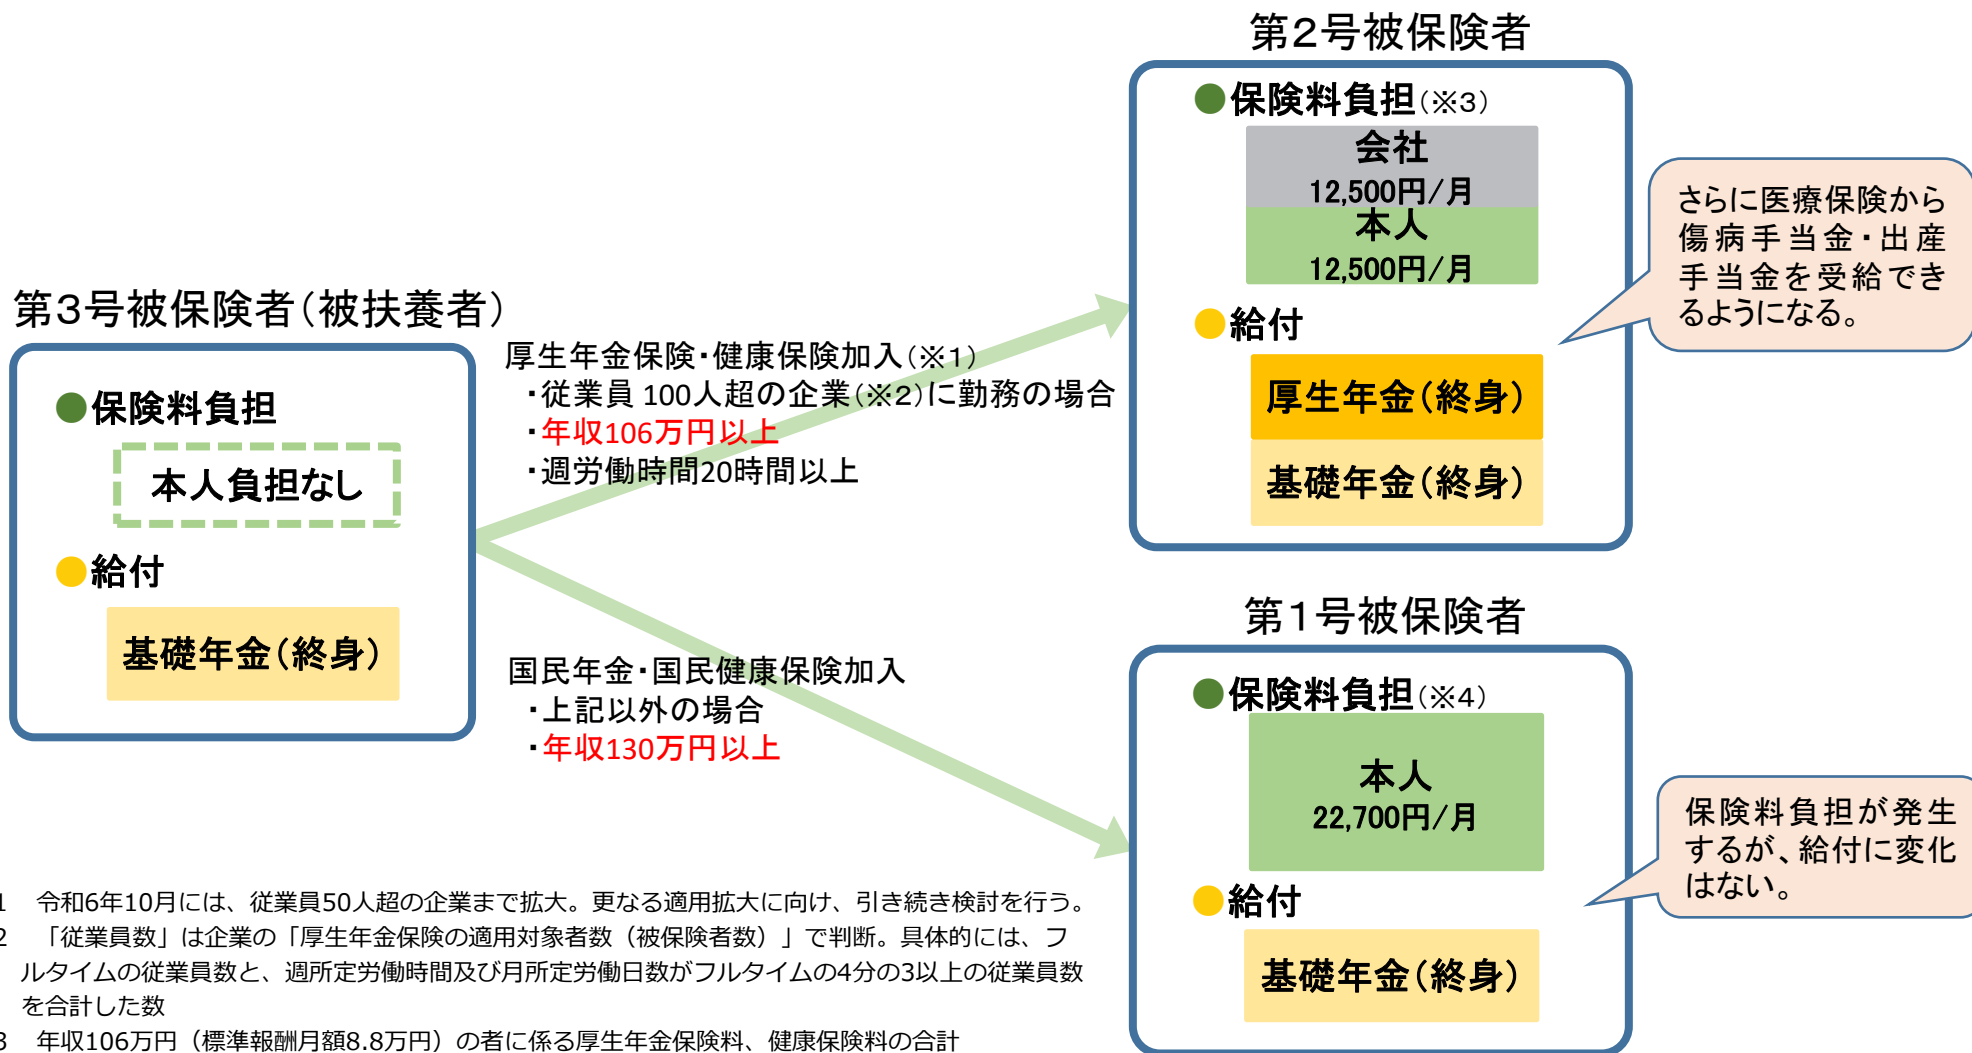 第3号被保険者（被扶養者）
●保険料負担
本人負担なし
●給付
基礎年金（終身）
厚生年金保険・健康保険加入（※1）
・従業員 100人超の企業（※2）に勤務の場合
・年収106万円以上
・週労働時間20時間以上
国民年金・国民健康保険加入
・上記以外の場合
・年収130万円以上
第2号被保険者
●保険料負担（※3）
会社
12,500円/月
本人
12,500円/月
●給付
厚生年金（終身）
基礎年金（終身）
さらに医療保険から
傷病手当金・出産
手当金を受給でき
るようになる。
第1号被保険者
●保険料負担（※4）
本人
22,700円/月
●給付
基礎年金（終身）
保険料負担が発生
するが、給付に変化
はない。
1 令和6年10月には、従業員50人超の企業まで拡大。更なる適用拡大に向け、引き続き検討を行う。
2 「従業員数」は企業の「厚生年金保険の適用対象者数（被保険者数）」で判断。具体的には、フ
ルタイムの従業員数と、週所定労働時間及び月所定労働日数がフルタイムの4分の3以上の従業員数
を合計した数
3 年収106万円（標準報酬月額8.8万円）の者に係る厚生年金保険料、健康保険料の合計